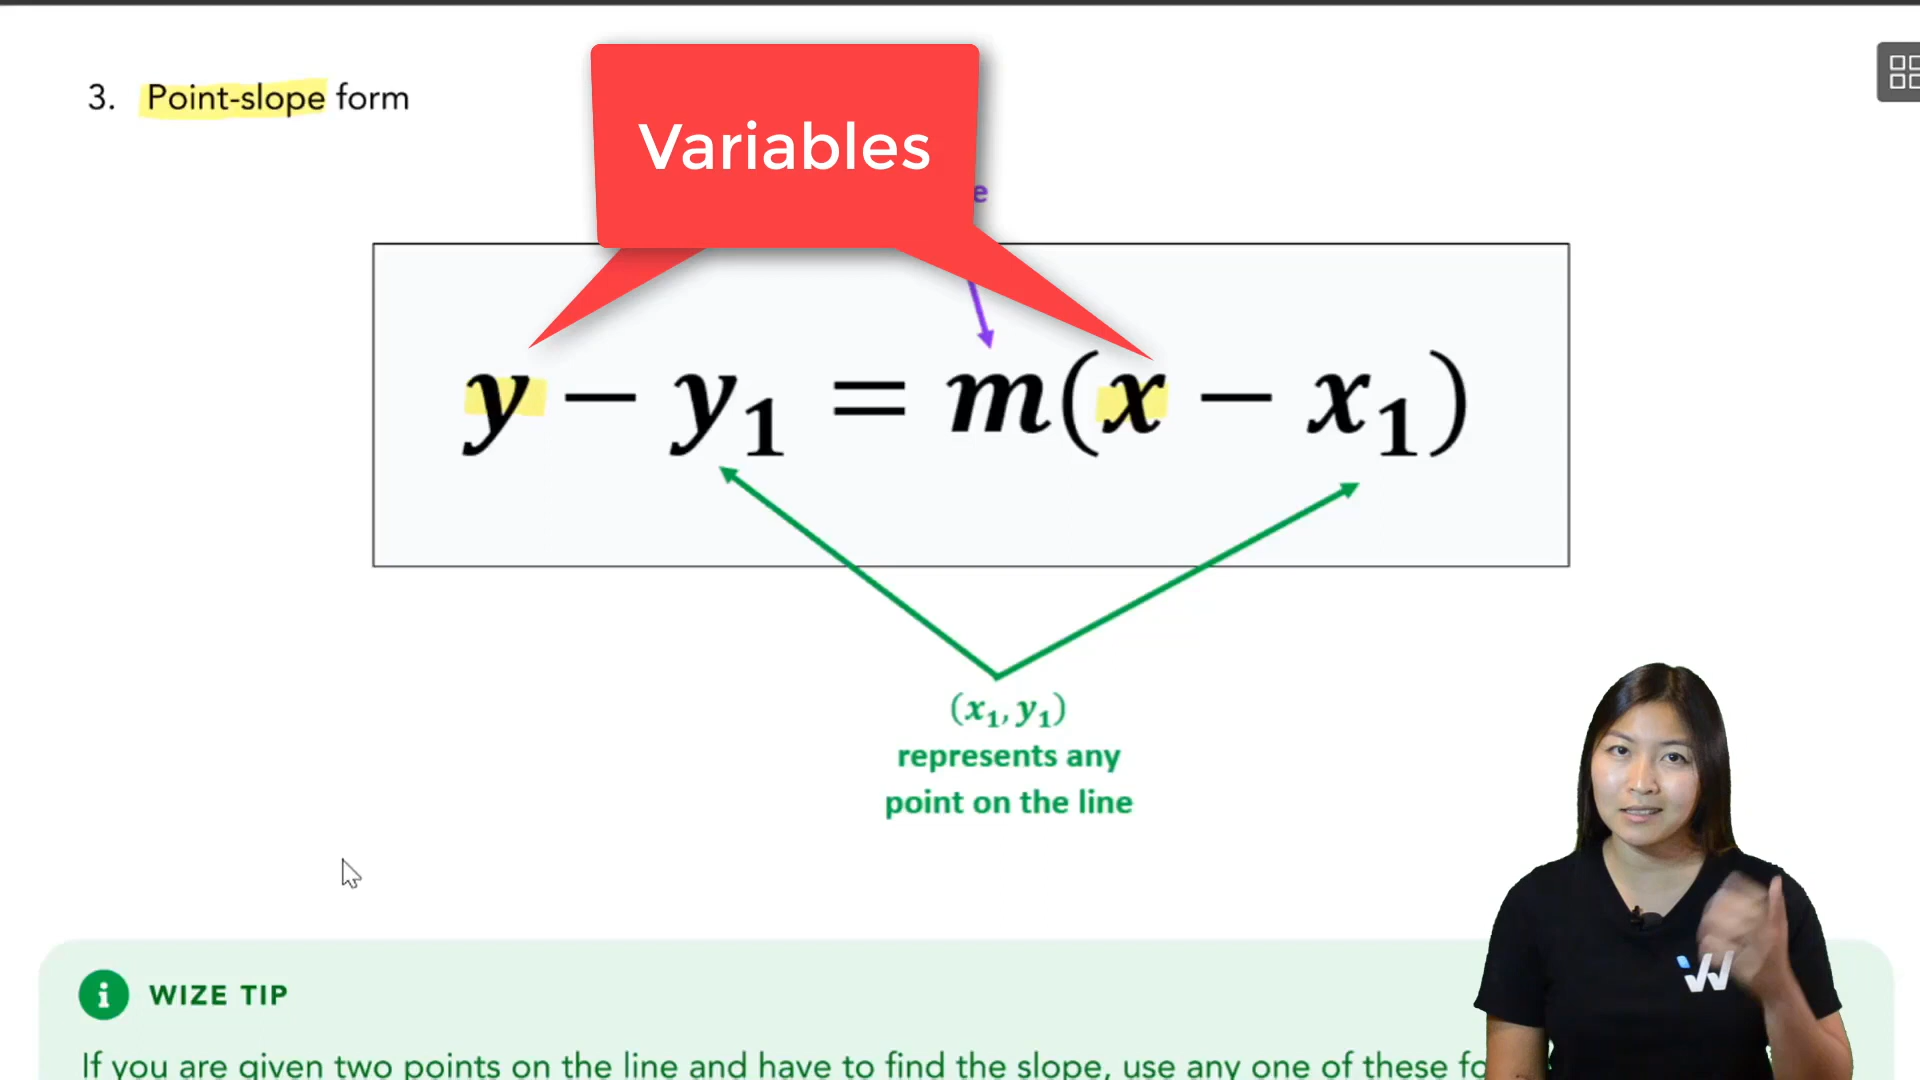 3. Point-slope form
Variables
e
y − y₁ = m(x − x₁)
(x₁, y₁)
represents any
point on the line
W
i WIZE TIP
If you are given two points on the line and have to find the slope, use any one of these fo